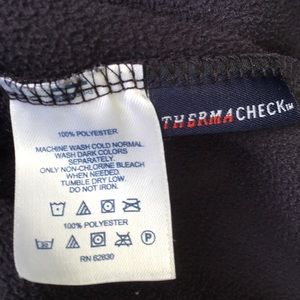 100% POLYESTER
MACHINE WASH COLD NORMAL
WASH DARK COLORS
SEPARATELY.
ONLY NON-CHLORINE BLEACH
WHEN NEEDED.
TUMBLE DRY LOW.
DO NOT IRON.
100% POLYESTER
RN 62830
THERMACHECK™